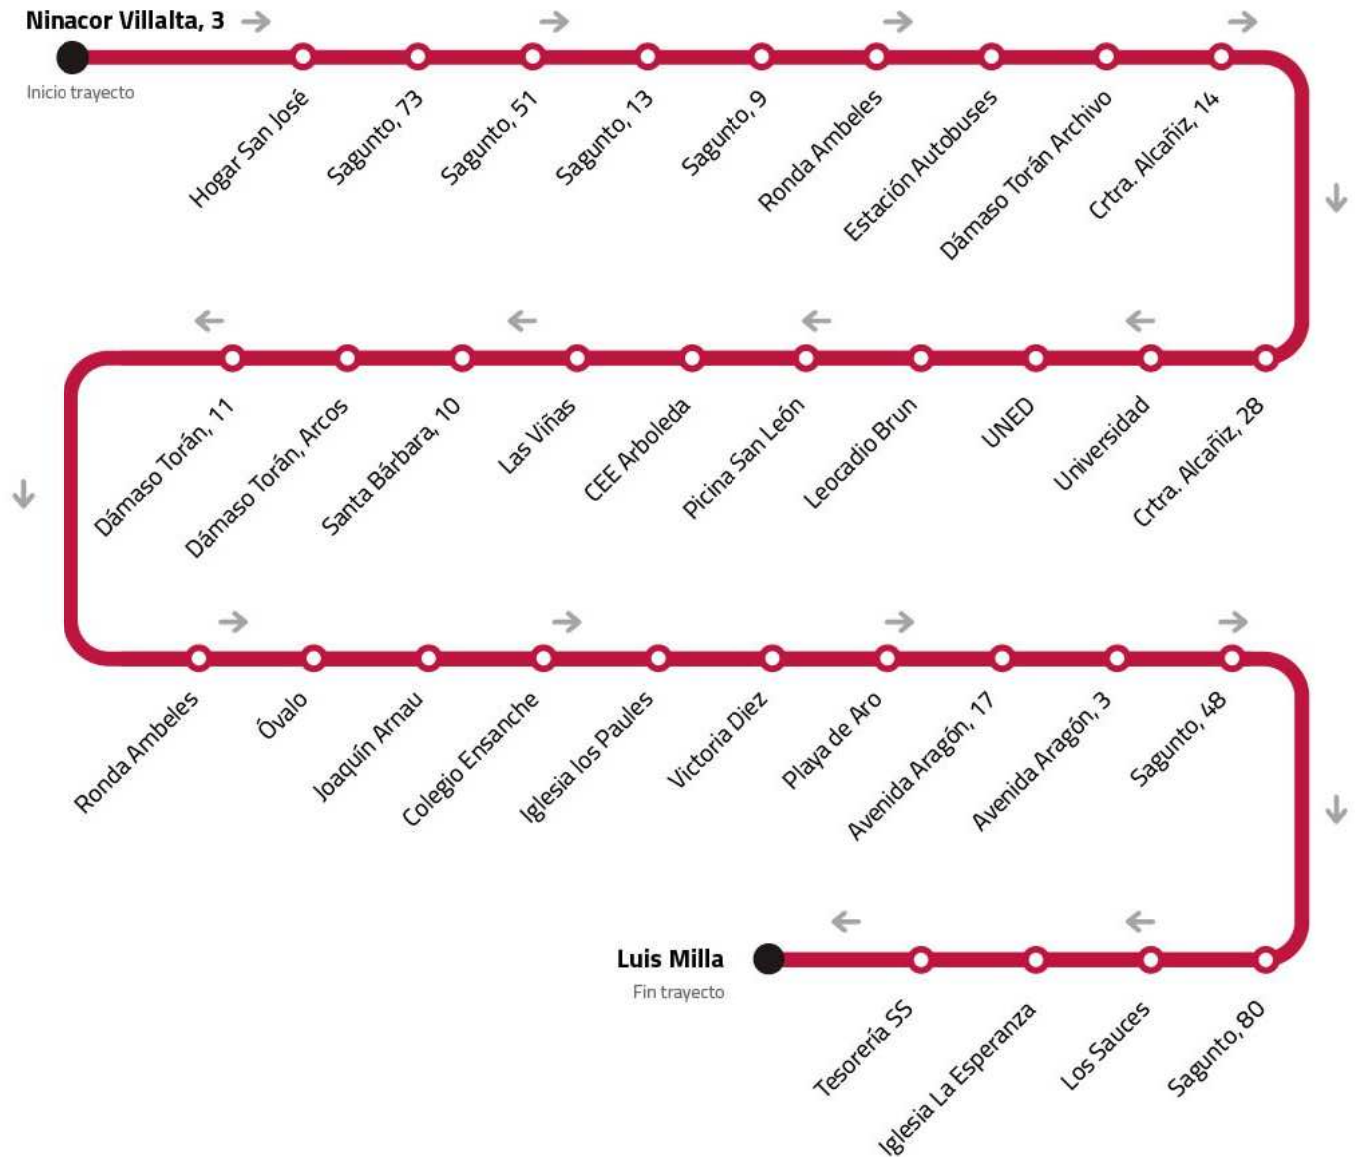 Ninacor Villalta, 3
Inicio trayecto
Hogar San José
Sagunto, 73
Sagunto, 51
Sagunto, 13
Sagunto, 9
Ronda Ambeles
Estación Autobuses
Dámaso Torán Archivo
Crtra. Alcañiz, 14
Dámaso Torán, 11
Dámaso Torán, Arcos
Santa Bárbara, 10
Las Viñas
CEE Arboleda
Picina San León
Leocadio Brun
UNED
Universidad
Crtra. Alcañiz, 28
Ronda Ambeles
Óvalo
Joaquín Arnau
Colegio Ensanche
Iglesia los Paules
Victoria Diez
Playa de Aro
Avenida Aragón, 17
Avenida Aragón, 3
Sagunto, 48
Luis Milla
Fin trayecto
Tesorería SS
Iglesia La Esperanza
Los Sauces
Sagunto, 80